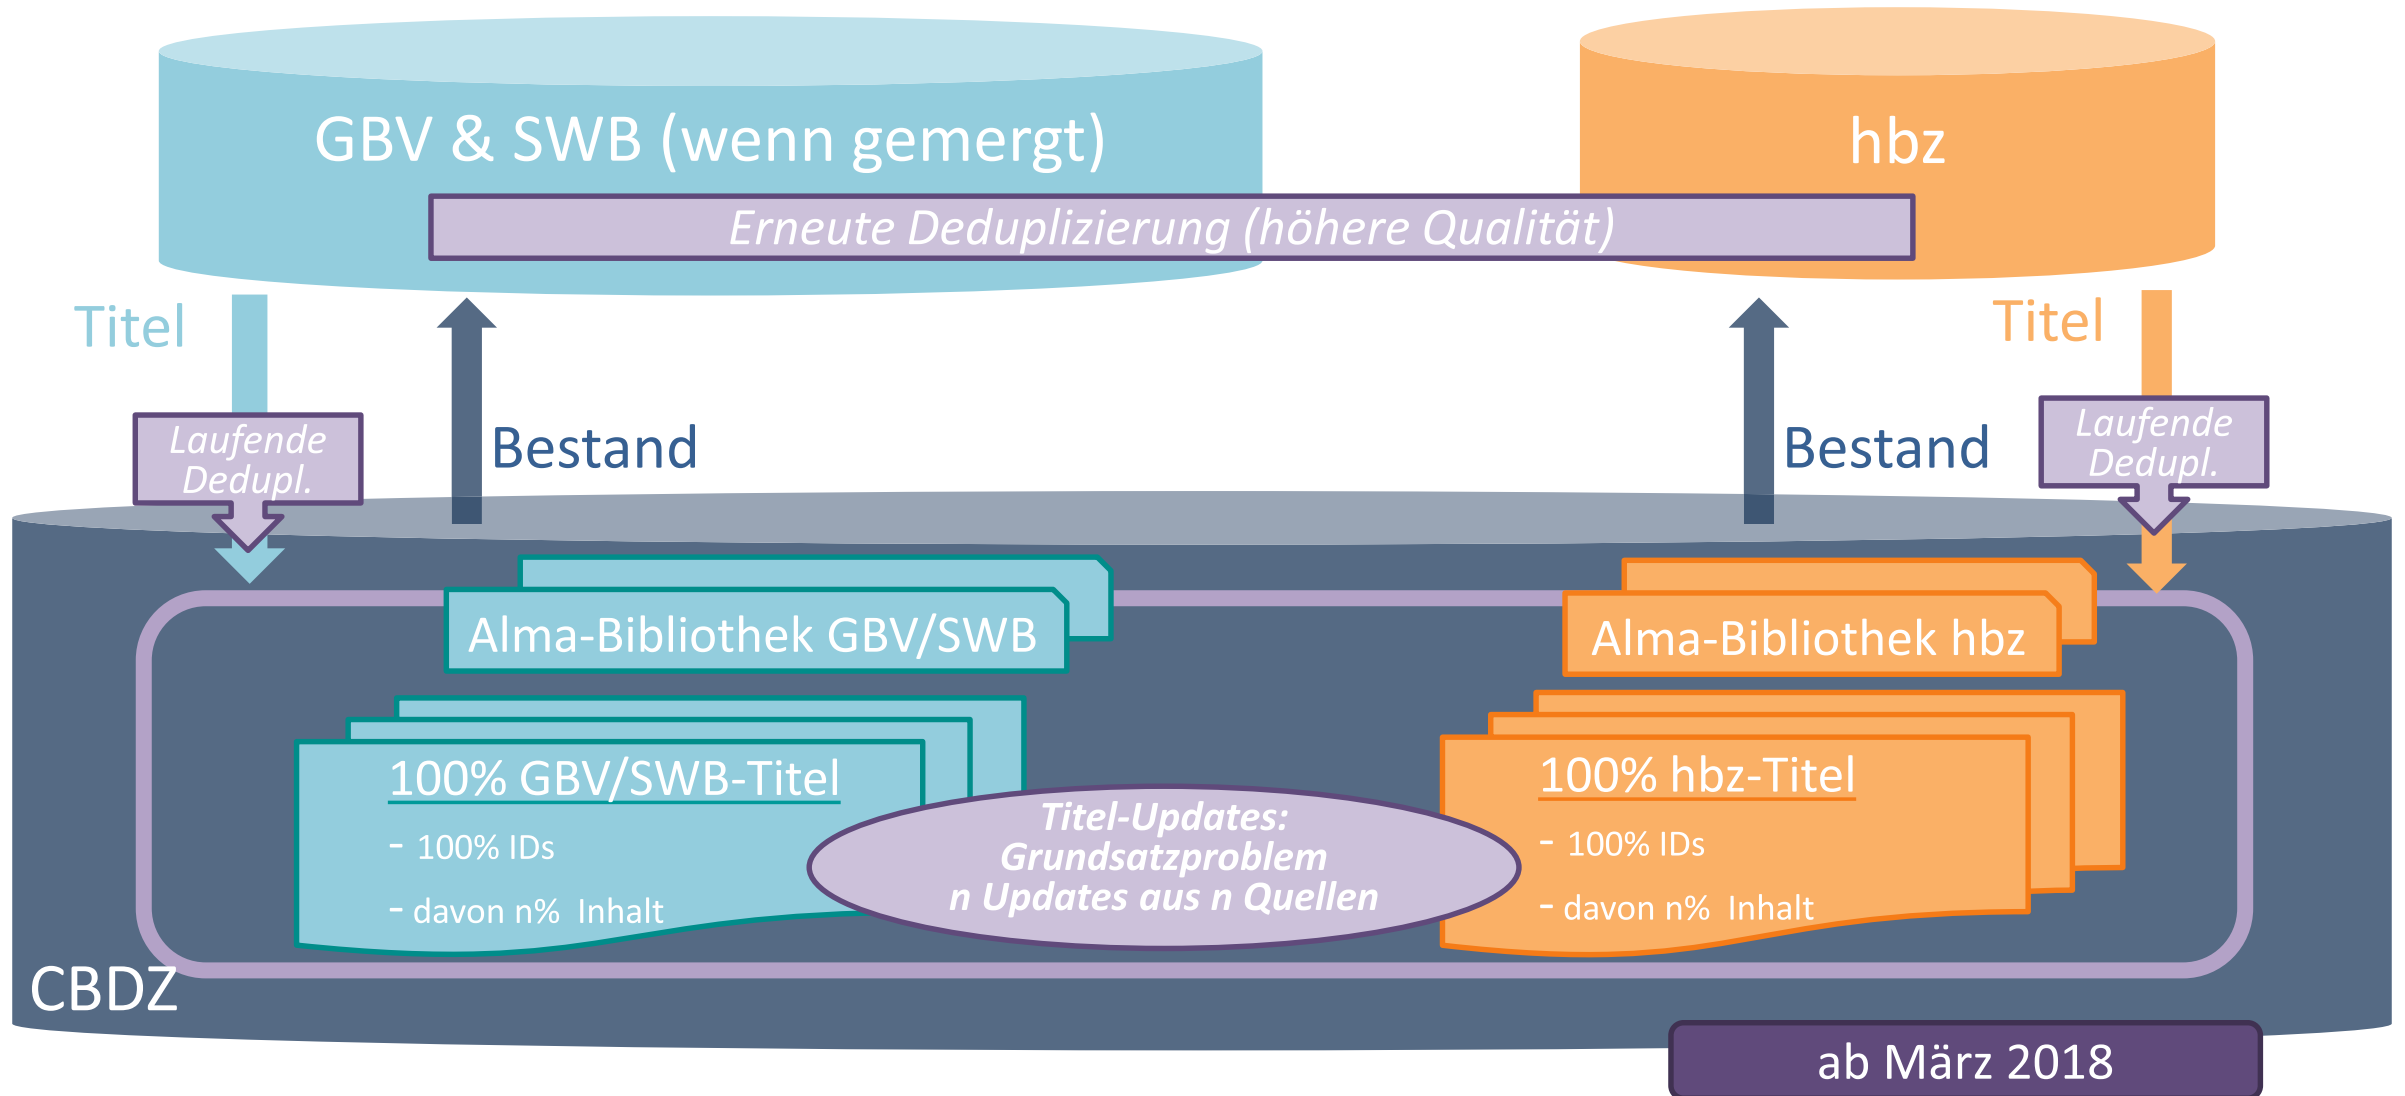 GBV & SWB (wenn gemergt)
hbz
Erneute Deduplizierung (höhere Qualität)
Titel
Titel
Laufende
Dedupl.
Bestand
Bestand
Laufende
Dedupl.
Alma-Bibliothek GBV/SWB
Alma-Bibliothek hbz
100% GBV/SWB-Titel
- 100% IDs
- davon n% Inhalt
Titel-Updates:
Grundsatzproblem
n Updates aus n Quellen
100% hbz-Titel
- 100% IDs
- davon n% Inhalt
CBDZ
ab März 2018